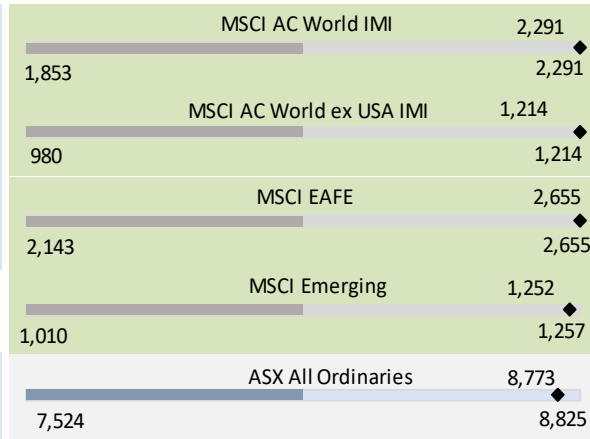 MSCI AC World IMI 2,291
1,853 2,291
MSCI AC World ex USA IMI 1,214
980 1,214
MSCI EAFE 2,655
2,143 2,655
MSCI Emerging 1,252
1,010 1,257
ASX All Ordinaries 8,773
7,524 8,825